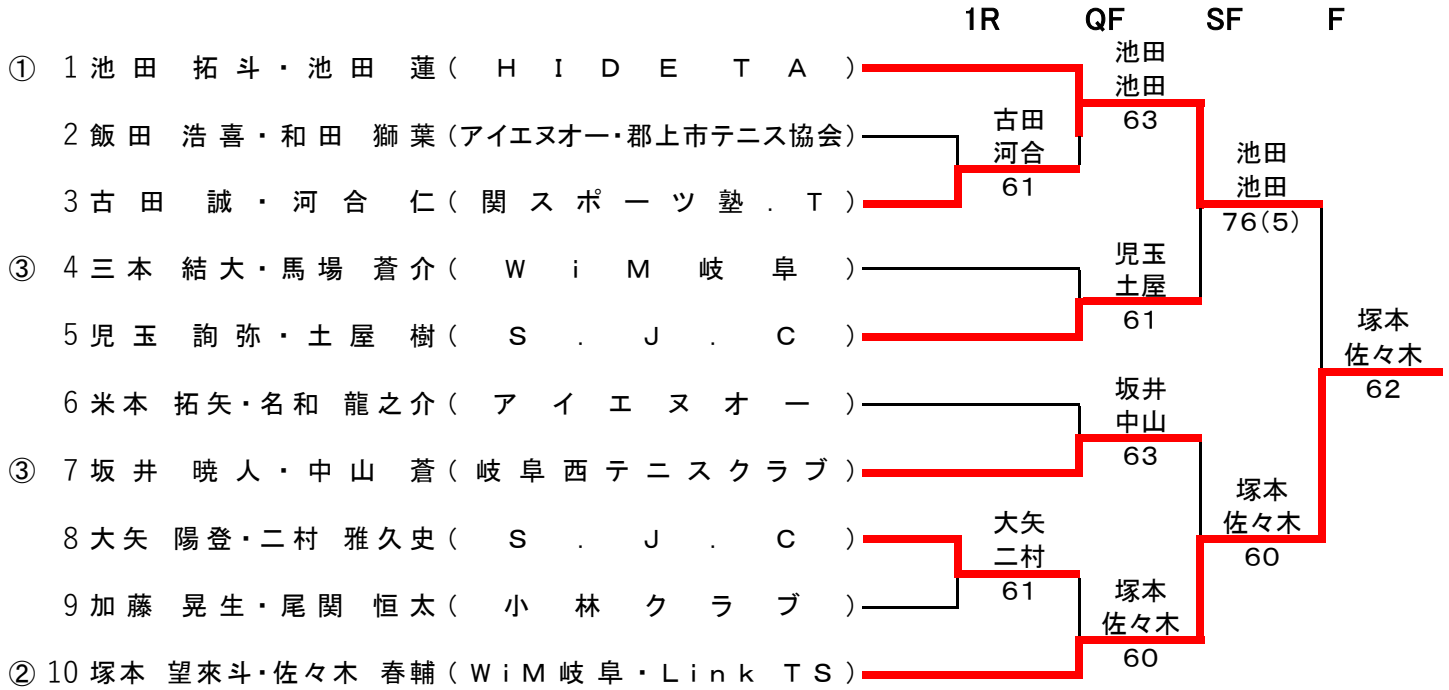 1R QF SF F
① 1 池田 拓斗・池田 蓮(HIDETA)
池田
池田
63
2 飯田 浩喜・和田 獅葉(アイエヌオー・郡上市テニス協会)
古田
河合
61
3 古田 誠・河合 仁(関スポーツ塾.T)
池田
池田
76(5)
③ 4 三本 結大・馬場 蒼介(WiM岐阜)
児玉
土屋
61
5 児玉 詢弥・土屋 樹(S.J.C)
塚本
佐々木
62
6 米本 拓矢・名和 龍之介(アイエヌオー)
坂井
中山
63
③ 7 坂井 暁人・中山 蒼(岐阜西テニスクラブ)
塚本
佐々木
60
8 大矢 陽登・二村 雅久史(S.J.C)
大矢
二村
61
9 加藤 晃生・尾関 恒太(小林クラブ)
塚本
佐々木
60
② 10 塚本 望來斗・佐々木 春輔(WiM岐阜・Link TS)